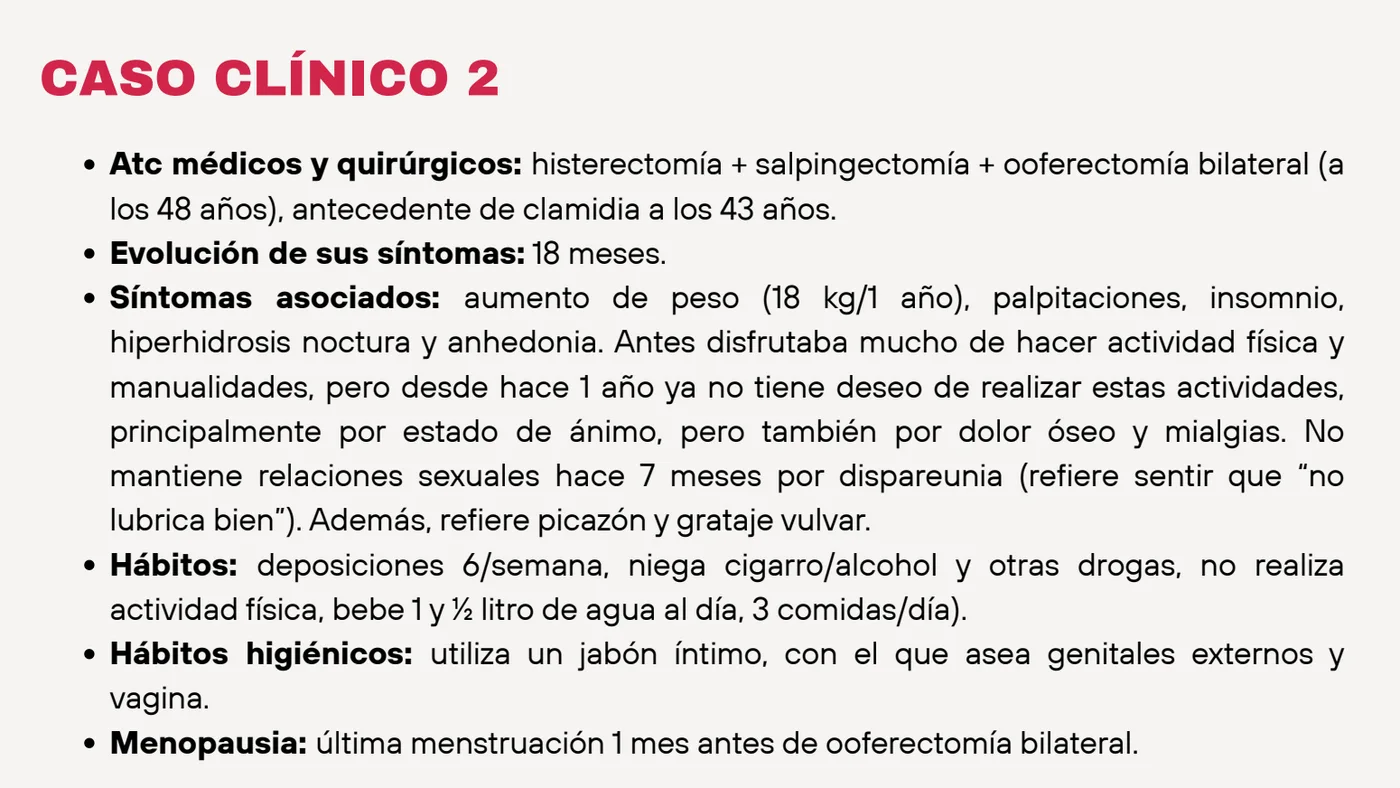 CASO CLÍNICO 2
• Atc médicos y quirúrgicos: histerectomía + salpingectomía + ooferectomía bilateral (a
los 48 años), antecedente de clamidia a los 43 años.
• Evolución de sus síntomas: 18 meses.
• Síntomas asociados: aumento de peso (18 kg/1 año), palpitaciones, insomnio,
hiperhidrosis noctura y anhedonia. Antes disfrutaba mucho de hacer actividad física y
manualidades, pero desde hace 1 año ya no tiene deseo de realizar estas actividades,
principalmente por estado de ánimo, pero también por dolor óseo y mialgias. No
mantiene relaciones sexuales hace 7 meses por dispareunia (refiere sentir que “no
lubrica bien”). Además, refiere picazón y grataje vulvar.
• Hábitos: deposiciones 6/semana, niega cigarro/alcohol y otras drogas, no realiza
actividad física, bebe 1 y ½ litro de agua al día, 3 comidas/día).
• Hábitos higiénicos: utiliza un jabón íntimo, con el que asea genitales externos y
vagina.
• Menopausia: última menstruación 1 mes antes de ooferectomía bilateral.